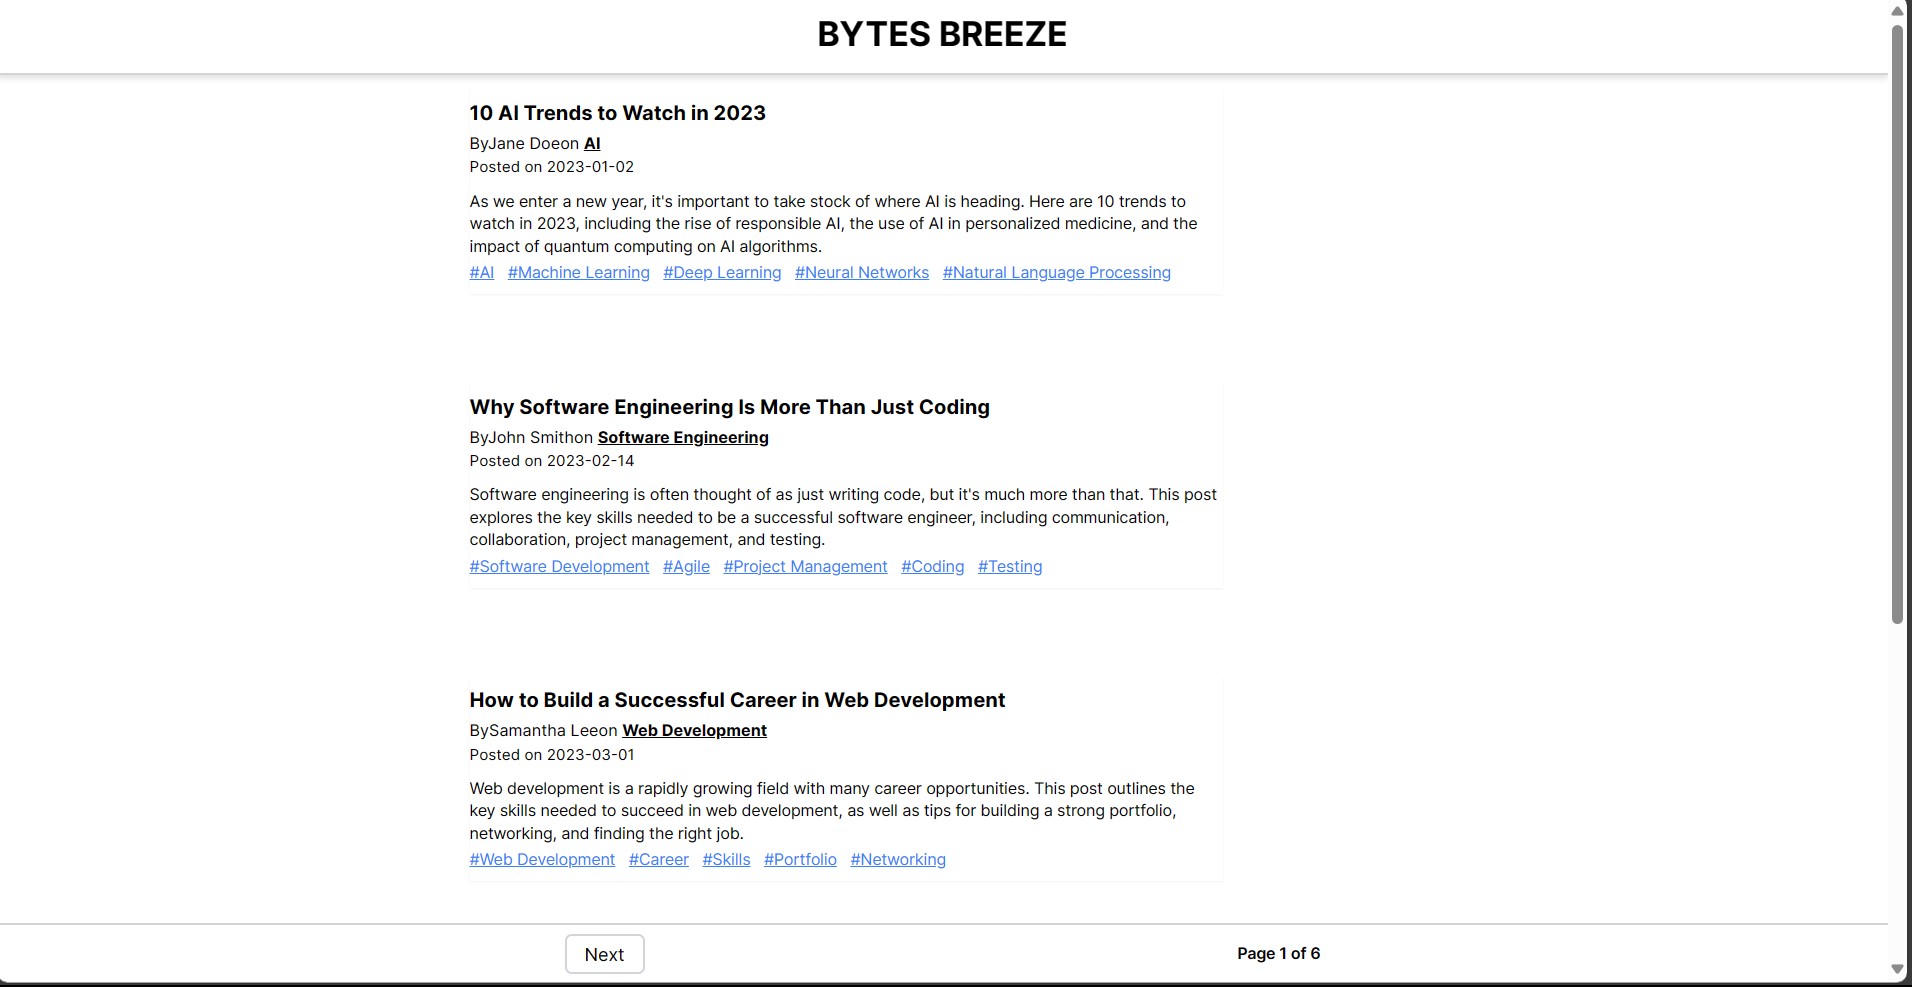 BYTES BREEZE
10 AI Trends to Watch in 2023
ByJane Doeon AI
Posted on 2023-01-02
As we enter a new year, it's important to take stock of where AI is heading. Here are 10 trends to
watch in 2023, including the rise of responsible AI, the use of AI in personalized medicine, and the
impact of quantum computing on AI algorithms.
#AI #Machine Learning #Deep Learning #Neural Networks #Natural Language Processing
Why Software Engineering Is More Than Just Coding
ByJohn Smithon Software Engineering
Posted on 2023-02-14
Software engineering is often thought of as just writing code, but it's much more than that. This post
explores the key skills needed to be a successful software engineer, including communication,
collaboration, project management, and testing.
#Software Development #Agile #Project Management #Coding #Testing
How to Build a Successful Career in Web Development
BySamantha Leeon Web Development
Posted on 2023-03-01
Web development is a rapidly growing field with many career opportunities. This post outlines the
key skills needed to succeed in web development, as well as tips for building a strong portfolio,
networking, and finding the right job.
#Web Development #Career #Skills #Portfolio #Networking
Next Page 1 of 6